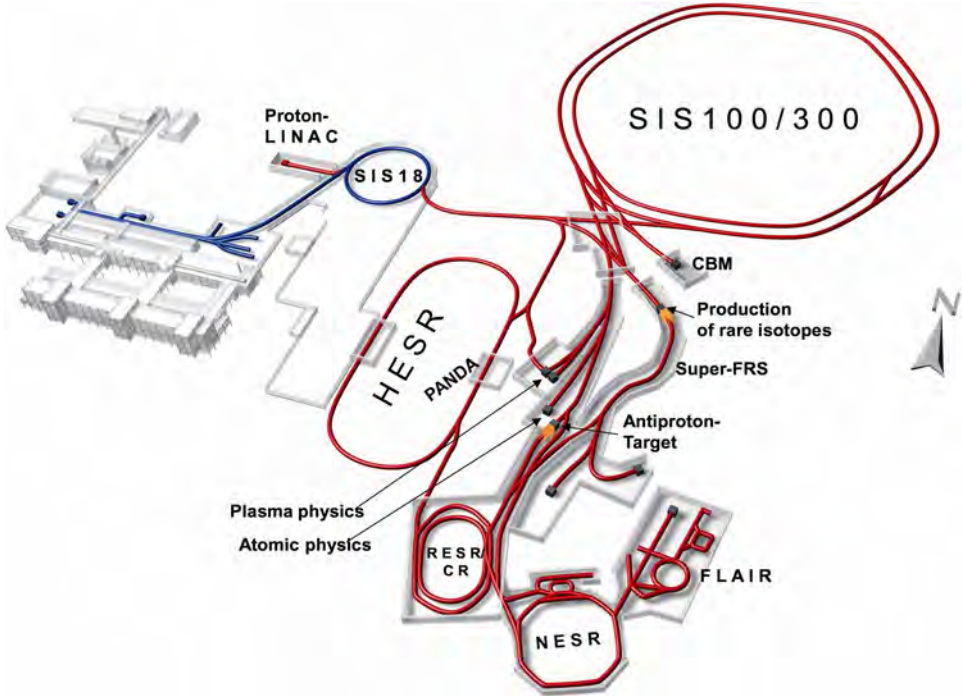 SIS100/300
Proton-
LINAC
SIS18
CBM
Production
of rare isotopes
N
HESR
PANDA
Super-FRS
Antiproton-
Target
Plasma physics
Atomic physics
RESR/
CR
FLAIR
NESR